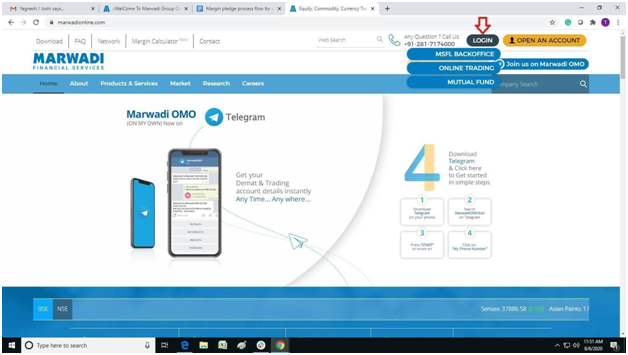 Yagnesh J Joshi says...
#WelCome To Marwadi Group O
Margin pledge process flow for c
Equity, Commodity, Currency Tra
marwadionline.com
Download FAQ Network Margin Calculator Contact
Web Search
Any Question ? Call Us
+91-281-7174000
LOGIN
OPEN AN ACCOUNT
MARWADI
FINANCIAL SERVICES
MSFL BACKOFFICE
ONLINE TRADING
MUTUAL FUND
Join us on Marwadi OMO
Home About Products & Services Market Research Careers
mpany Search
Marwadi OMO
(ON MY OWN) Now on
Telegram
Get your
Demat & Trading
account details instantly
Any Time... Any where...
4
Download
Telegram
& Click here
to Get started
in simple steps
1
Download
Telegram
on your phone
2
Search
MarwadiOMObot
on Telegram
3
Press "START"
to move on
4
Click on
"My Phone Number"
BSE NSE
Sensex 37886.58
Asian Paints 17
Type here to search
11:51 AM
8/6/2020